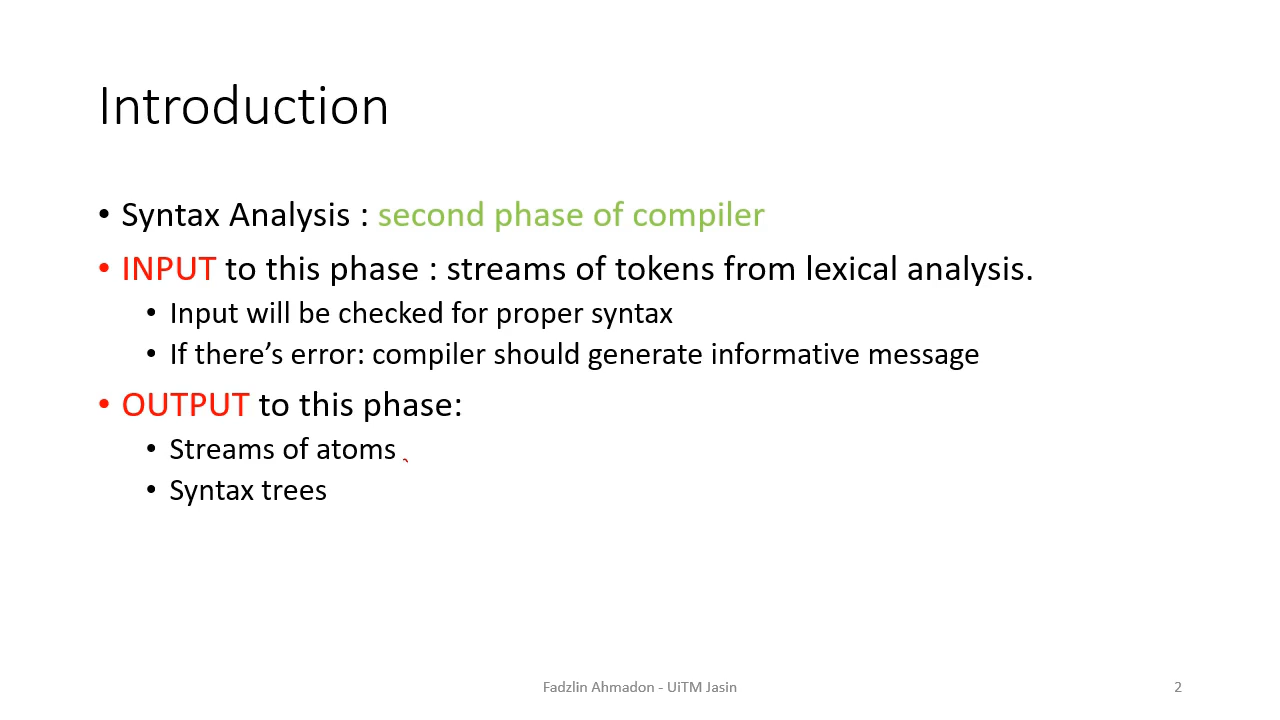 Introduction
• Syntax Analysis : second phase of compiler
• INPUT to this phase : streams of tokens from lexical analysis.
• Input will be checked for proper syntax
• If there’s error: compiler should generate informative message
• OUTPUT to this phase:
• Streams of atoms
• Syntax trees
Fadzlin Ahmadon - UiTM Jasin
2